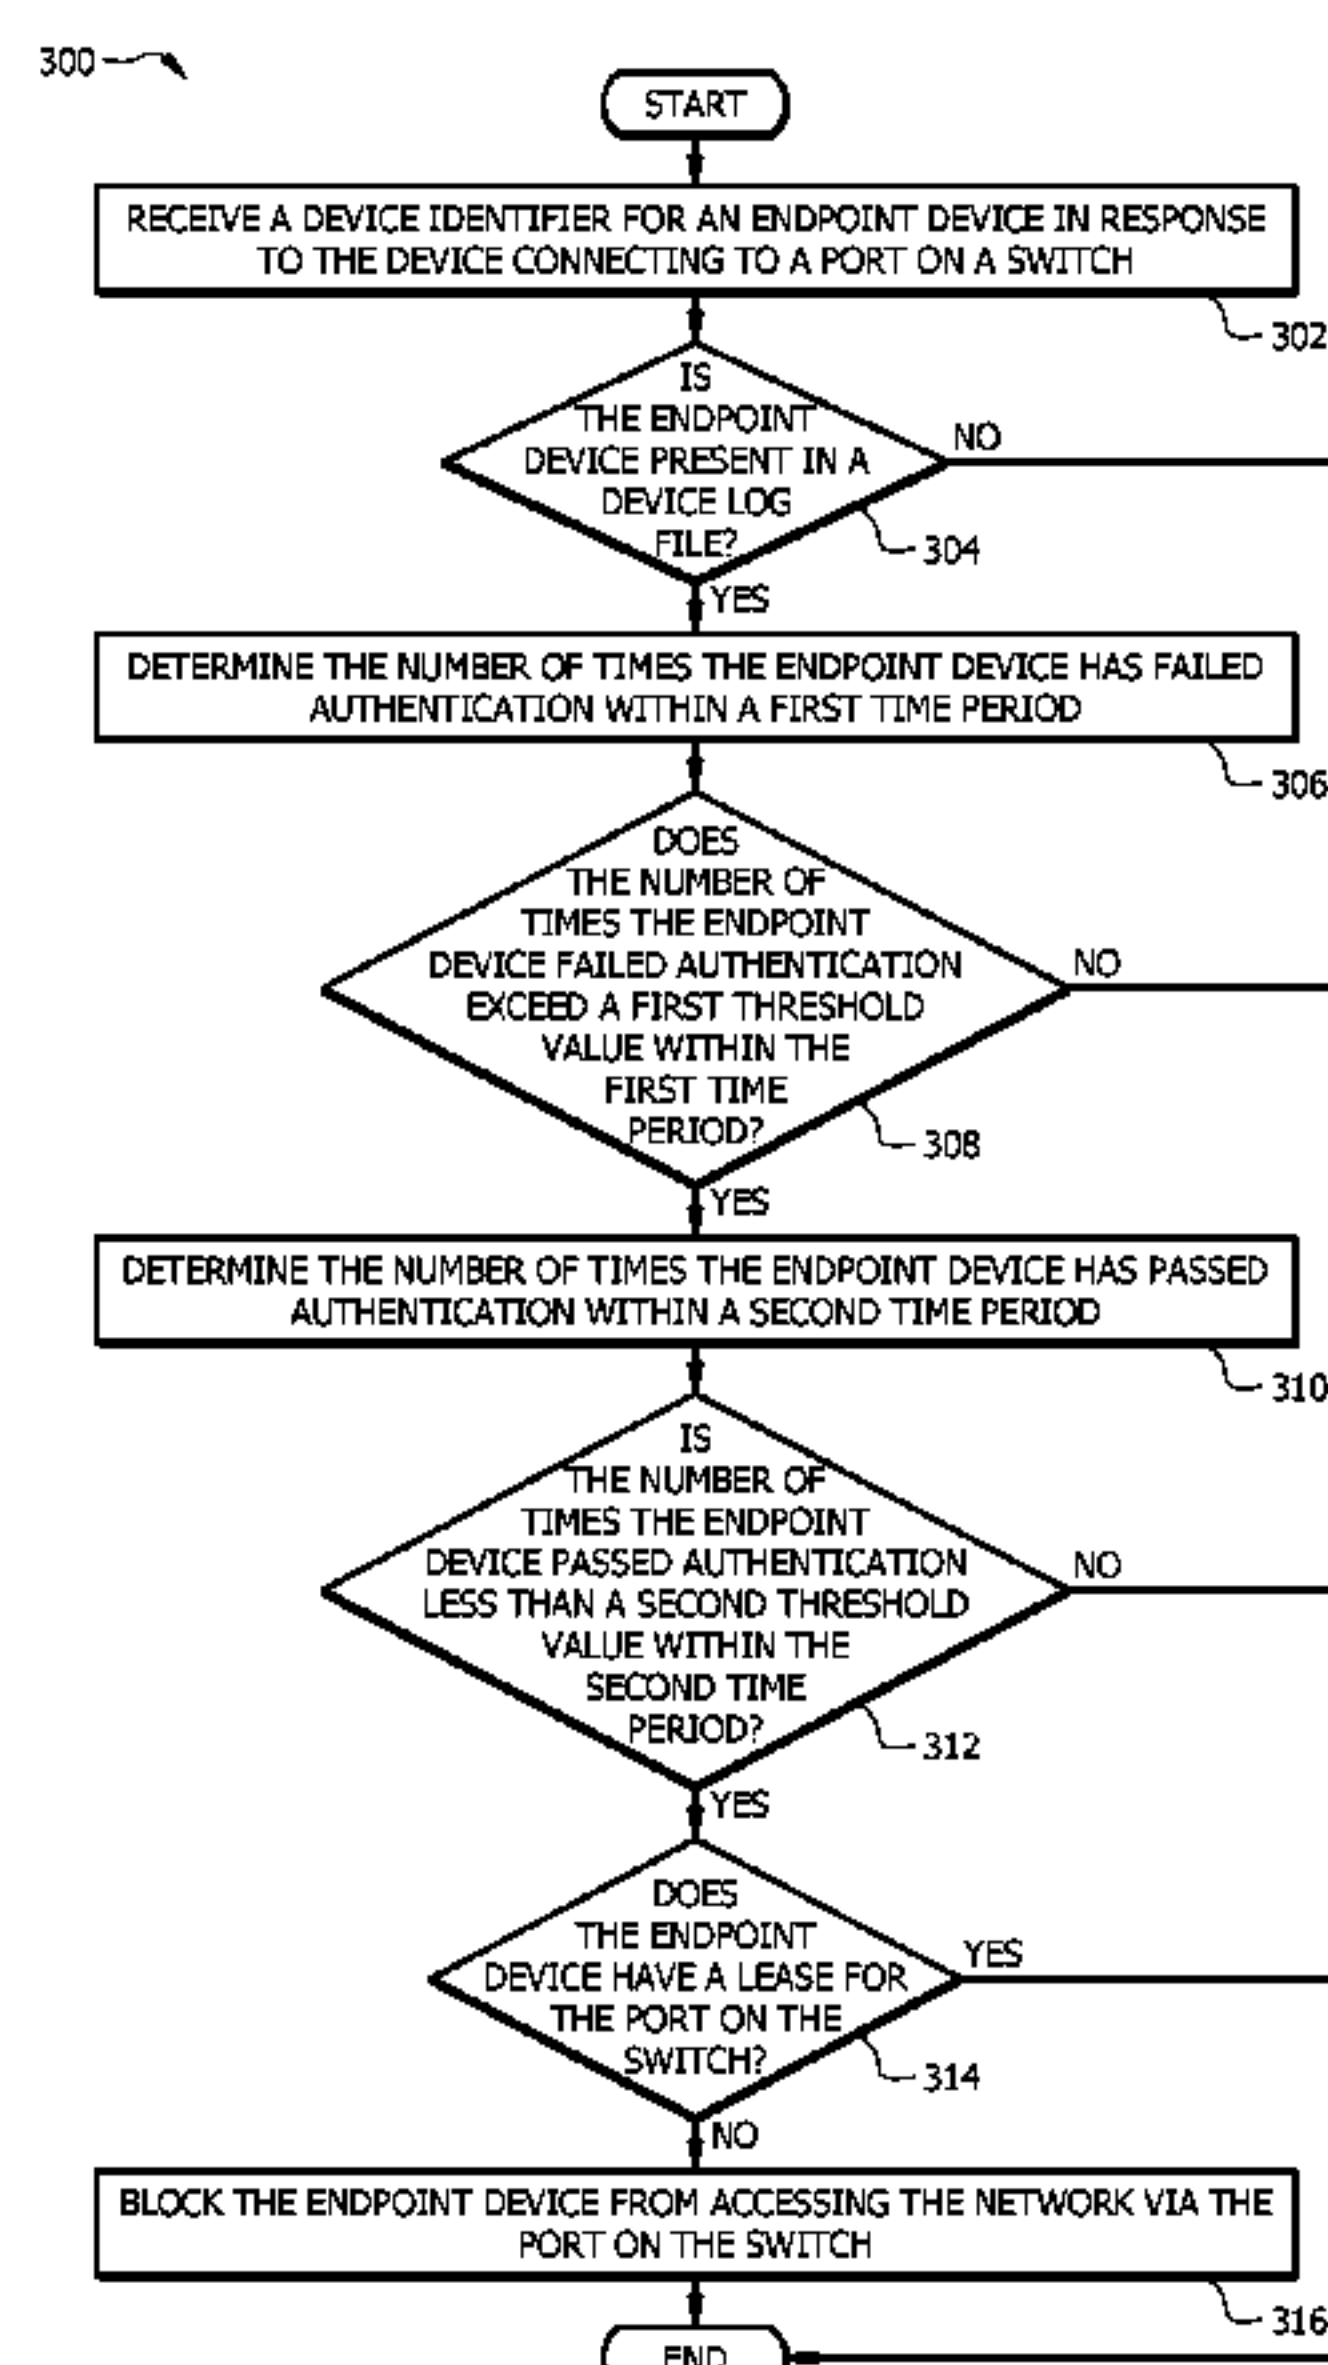 300
START
RECEIVE A DEVICE IDENTIFIER FOR AN ENDPOINT DEVICE IN RESPONSE
TO THE DEVICE CONNECTING TO A PORT ON A SWITCH
302
IS
THE ENDPOINT
DEVICE PRESENT IN A
DEVICE LOG
FILE?
NO
304
YES
DETERMINE THE NUMBER OF TIMES THE ENDPOINT DEVICE HAS FAILED
AUTHENTICATION WITHIN A FIRST TIME PERIOD
306
DOES
THE NUMBER OF
TIMES THE ENDPOINT
DEVICE FAILED AUTHENTICATION
EXCEED A FIRST THRESHOLD
VALUE WITHIN THE
FIRST TIME
PERIOD?
NO
308
YES
DETERMINE THE NUMBER OF TIMES THE ENDPOINT DEVICE HAS PASSED
AUTHENTICATION WITHIN A SECOND TIME PERIOD
310
IS
THE NUMBER OF
TIMES THE ENDPOINT
DEVICE PASSED AUTHENTICATION
LESS THAN A SECOND THRESHOLD
VALUE WITHIN THE
SECOND TIME
PERIOD?
NO
312
YES
DOES
THE ENDPOINT
DEVICE HAVE A LEASE FOR
THE PORT ON THE
SWITCH?
YES
314
NO
BLOCK THE ENDPOINT DEVICE FROM ACCESSING THE NETWORK VIA THE
PORT ON THE SWITCH
316
END